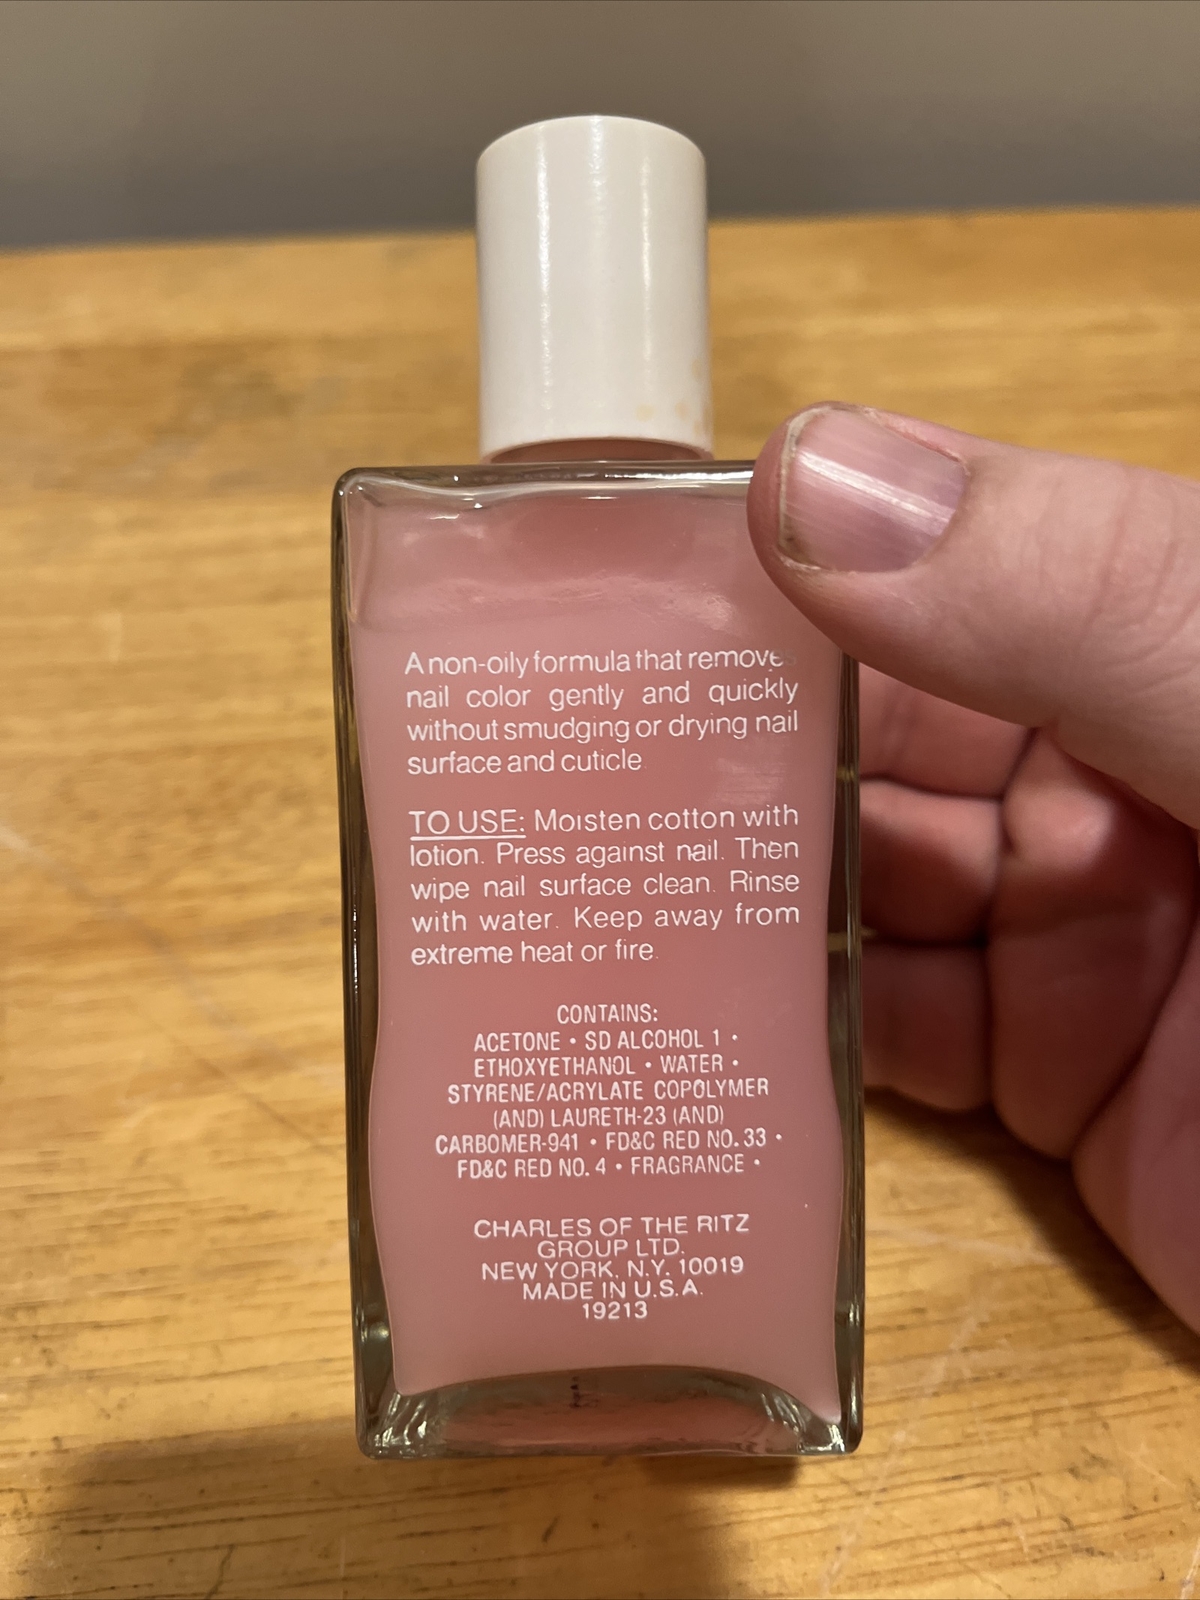 A non-oily formula that removes
nail color gently and quickly
without smudging or drying nail
surface and cuticle.
TO USE: Moisten cotton with
lotion. Press against nail. Then
wipe nail surface clean. Rinse
with water. Keep away from
extreme heat or fire.
CONTAINS:
ACETONE • SD ALCOHOL 1 •
ETHOXYETHANOL • WATER •
STYRENE/ACRYLATE COPOLYMER
(AND) LAURETH-23 (AND)
CARBOMER-941 • FD&C RED NO. 33 •
FD&C RED NO. 4 • FRAGRANCE •
CHARLES OF THE RITZ
GROUP LTD.
NEW YORK, N.Y. 10019
MADE IN U.S.A.
19213